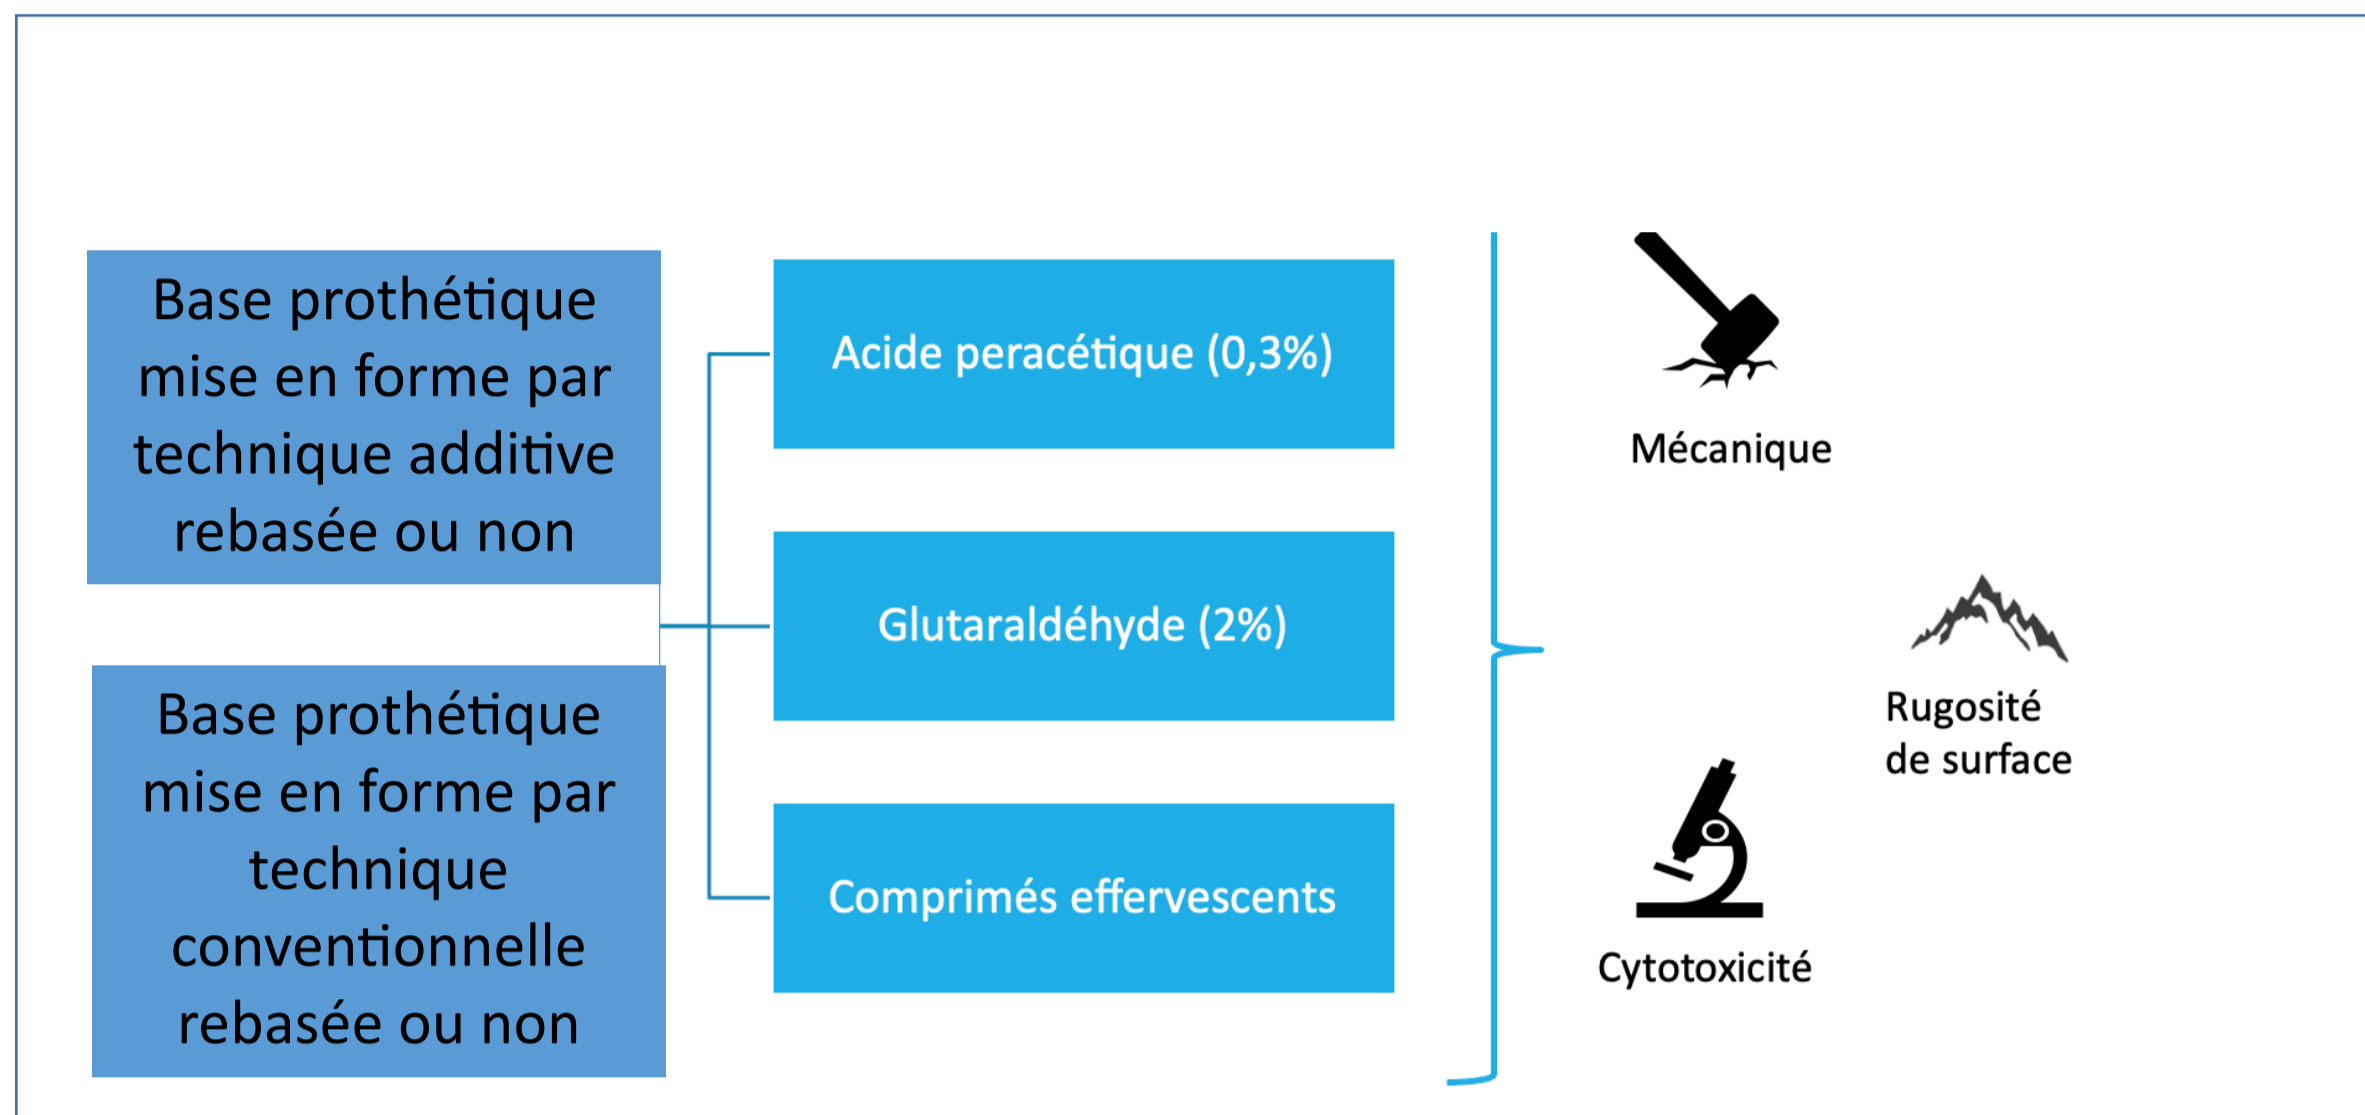 Base prothétique
mise en forme par
technique additive
rebasée ou non
Base prothétique
mise en forme par
technique
conventionnelle
rebasée ou non
Acide peracétique (0,3%)
Glutaraldéhyde (2%)
Comprimés effervescents
Mécanique
Rugosité
de surface
Cytotoxicité